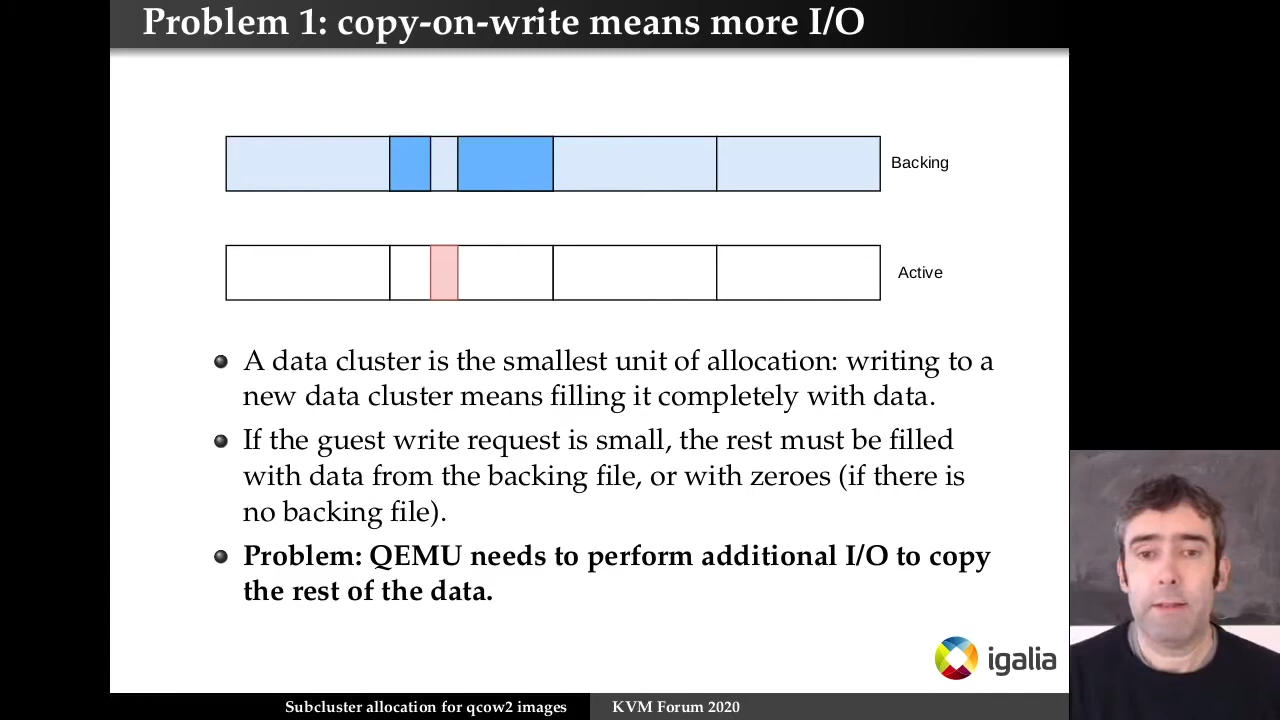 Problem 1: copy-on-write means more I/O
Backing
Active
A data cluster is the smallest unit of allocation: writing to a
new data cluster means filling it completely with data.
If the guest write request is small, the rest must be filled
with data from the backing file, or with zeroes (if there is
no backing file).
Problem: QEMU needs to perform additional I/O to copy
the rest of the data.
igalia
Subcluster allocation for qcow2 images
KVM Forum 2020